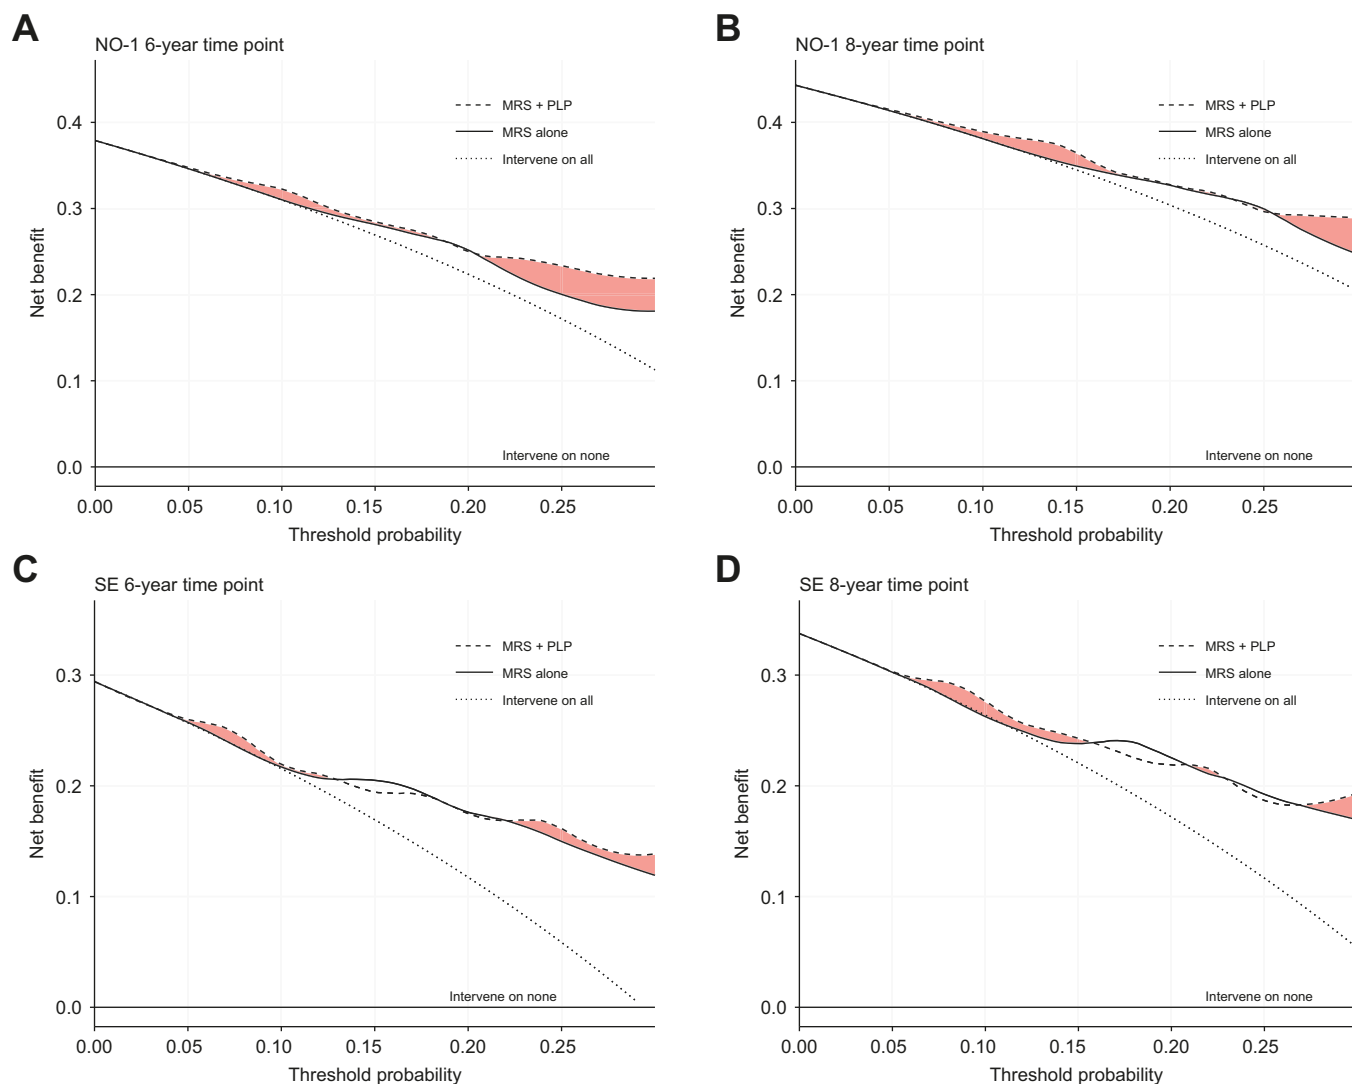 A
NO-1 6-year time point
MRS + PLP
MRS alone
Intervene on all
Net benefit
0.4
0.3
0.2
0.1
0.0
Intervene on none
0.00 0.05 0.10 0.15 0.20 0.25
Threshold probability
B
NO-1 8-year time point
MRS + PLP
MRS alone
Intervene on all
Net benefit
0.4
0.3
0.2
0.1
0.0
Intervene on none
0.00 0.05 0.10 0.15 0.20 0.25
Threshold probability
C
SE 6-year time point
MRS + PLP
MRS alone
Intervene on all
Net benefit
0.3
0.2
0.1
0.0
Intervene on none
0.00 0.05 0.10 0.15 0.20 0.25
Threshold probability
D
SE 8-year time point
MRS + PLP
MRS alone
Intervene on all
Net benefit
0.3
0.2
0.1
0.0
Intervene on none
0.00 0.05 0.10 0.15 0.20 0.25
Threshold probability